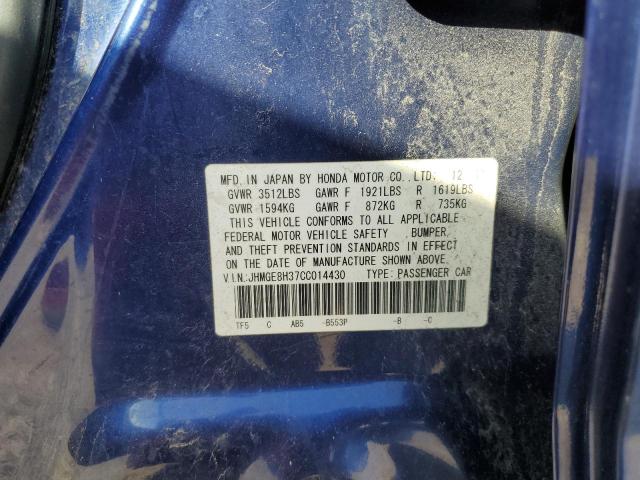 MFD. IN JAPAN BY HONDA MOTOR CO.,LTD. 12
GVWR 3512LBS GAWR F 1921LBS R 1619LBS
GVWR 1594KG GAWR F 872KG R 735KG
THIS VEHICLE CONFORMS TO ALL APPLICABLE
FEDERAL MOTOR VEHICLE SAFETY ,BUMPER,
AND THEFT PREVENTION STANDARDS IN EFFECT
ON THE DATE OF MANUFACTURE SHOWN ABOVE.
V.I.N.:JHMGE8H37CC014430 TYPE: PASSENGER CAR
TF5 C AB5 -B553P -B -C